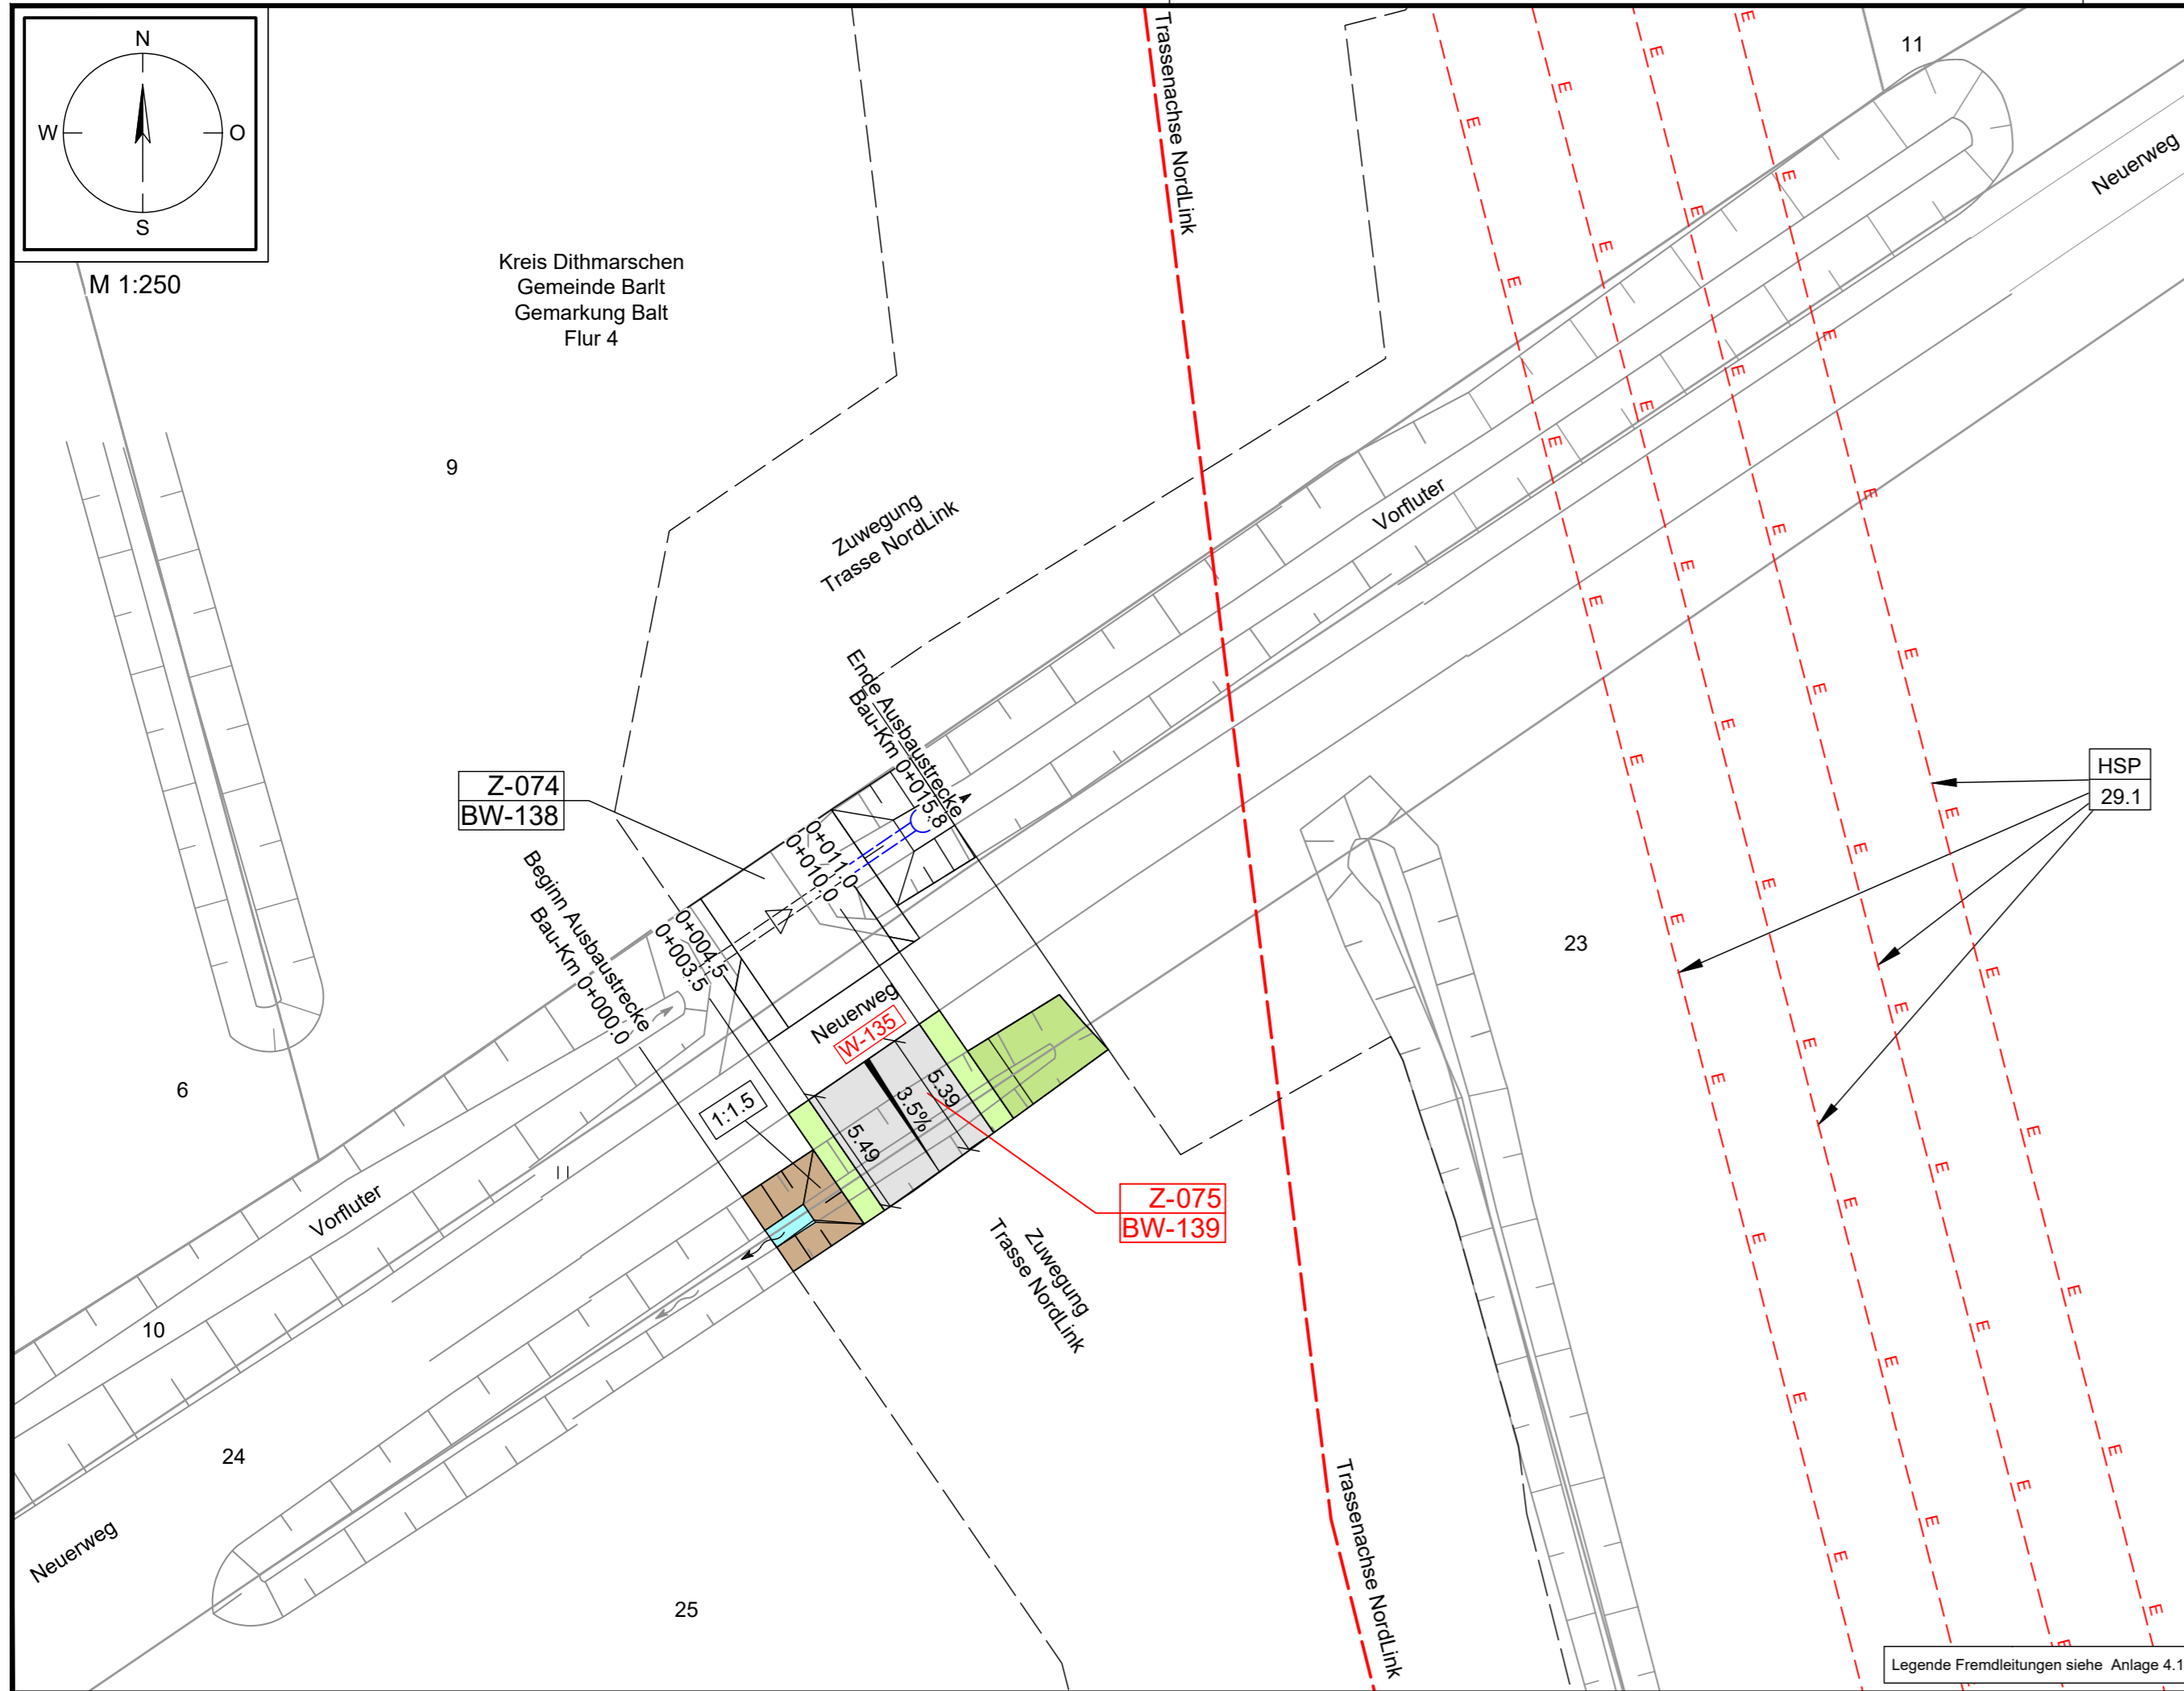 N
W
O
S
M 1:250
Kreis Dithmarschen
Gemeinde Barlt
Gemarkung Balt
Flur 4
Trassenachse NordLink
11
Neuerweg
9
Zuwegung
Trasse NordLink
Vorfluter
Ende Ausbaustrecke
Bau-Km 0+015.8
Z-074
BW-138
HSP
29.1
0+011.0
0+010.0
Beginn Ausbaustrecke
Bau-Km 0+000.0
0+004.5
0+003.5
23
Neuerweg
W-135
6
1:1.5
5.39
3.5%
5.49
Z-075
BW-139
Vorfluter
Zuwegung
Trasse NordLink
10
24
Neuerweg
25
Trassenachse NordLink
E E E E E E E E E E E
E E E E E E E E E E E
E E E E E E E E E E E
E E E E E E E E E E E
Legende Fremdleitungen siehe Anlage 4.1